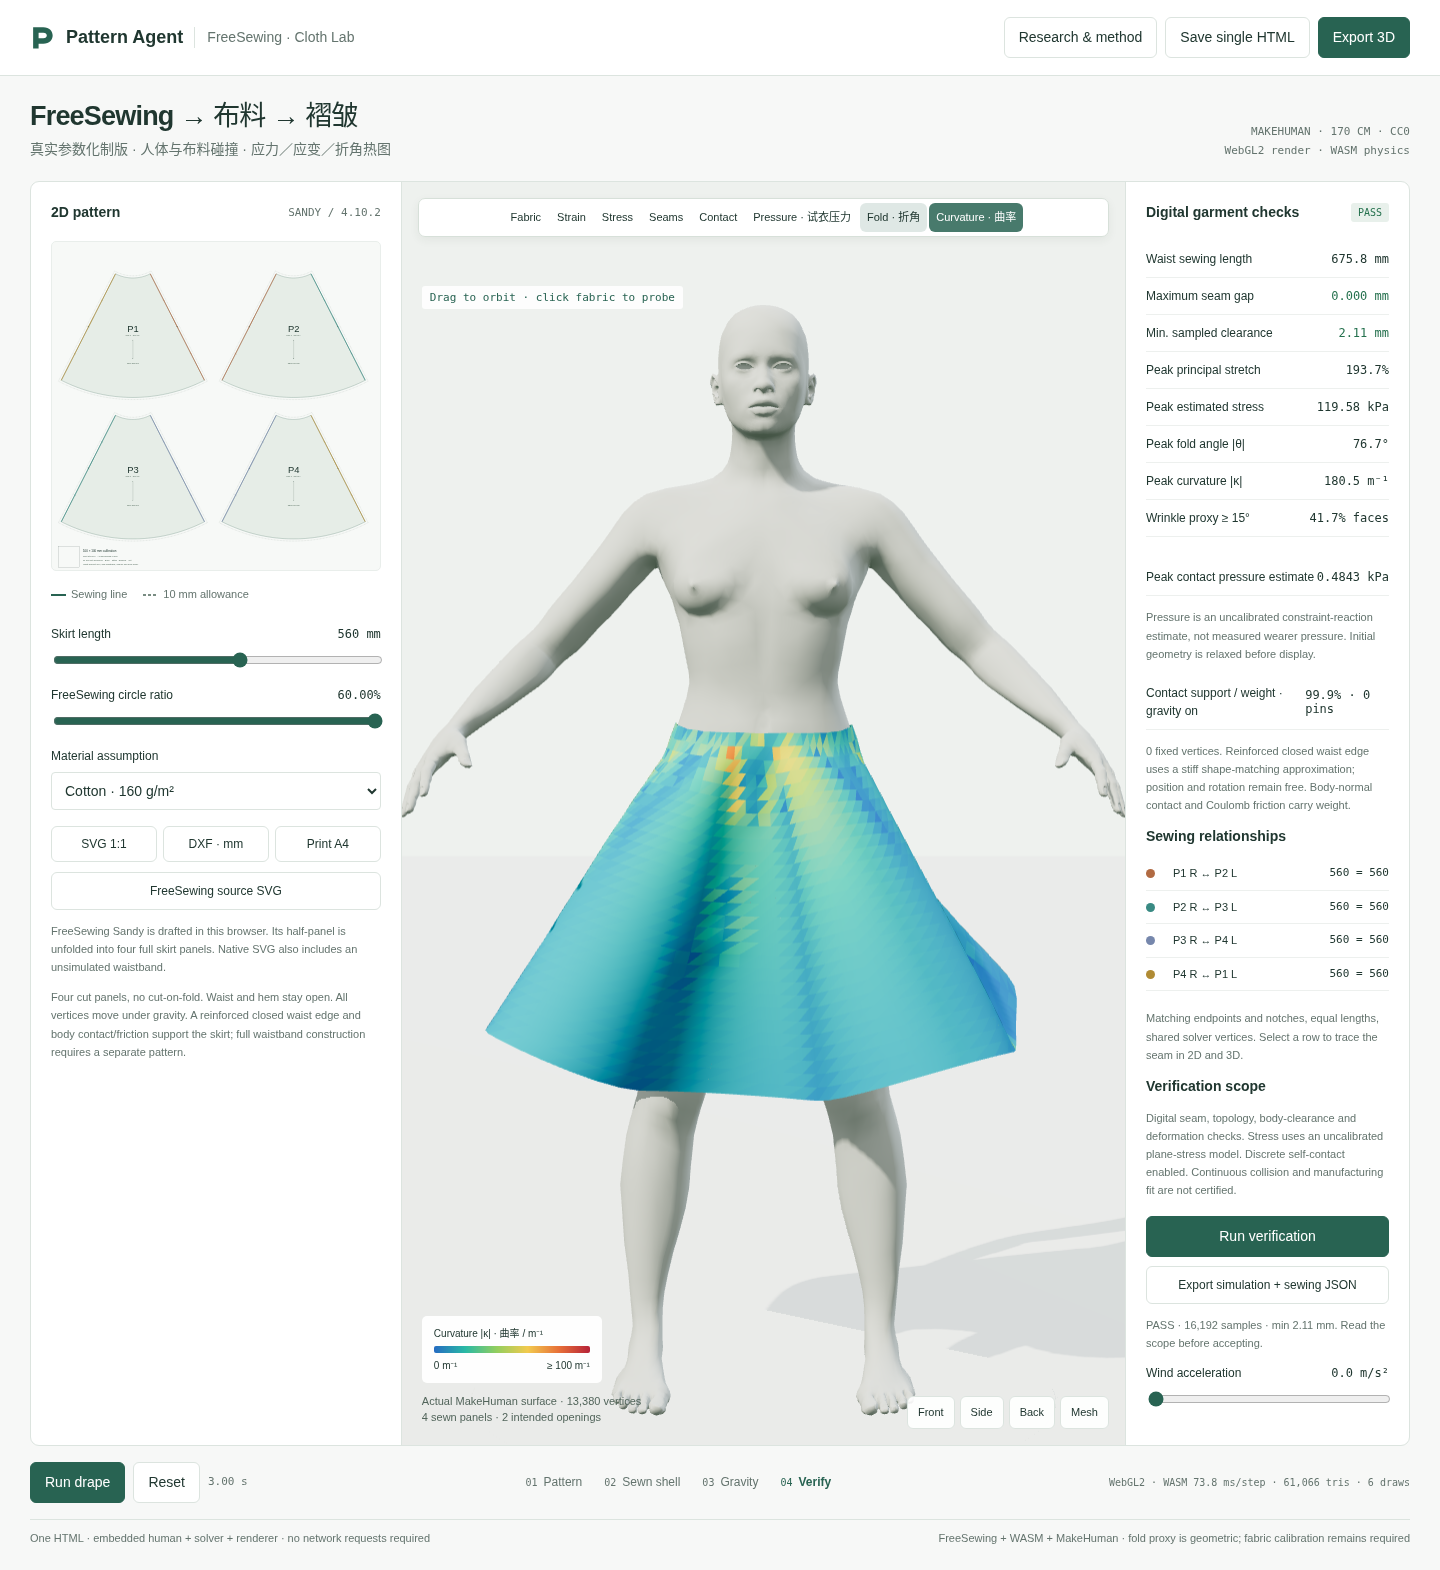 Pattern Agent
FreeSewing · Cloth Lab
Research & method
Save single HTML
Export 3D
FreeSewing → 布料 → 褶皱
真实参数化制版 · 人体与布料碰撞 · 应力／应变／折角热图
MAKEHUMAN · 170 CM · CC0
WebGL2 render · WASM physics
2D pattern
SANDY / 4.10.2
P1
P2
P3
P4
Sewing line
10 mm allowance
Skirt length
560 mm
FreeSewing circle ratio
60.00%
Material assumption
Cotton · 160 g/m²
SVG 1:1
DXF · mm
Print A4
FreeSewing source SVG
FreeSewing Sandy is drafted in this browser. Its half-panel is
unfolded into four full skirt panels. Native SVG also includes an
unsimulated waistband.
Four cut panels, no cut-on-fold. Waist and hem stay open. All
vertices move under gravity. A reinforced closed waist edge and
body contact/friction support the skirt; full waistband construction
requires a separate pattern.
Fabric
Strain
Stress
Seams
Contact
Pressure · 试衣压力
Fold · 折角
Curvature · 曲率
Drag to orbit · click fabric to probe
Curvature |κ| · 曲率 / m⁻¹
0 m⁻¹
≥ 100 m⁻¹
Actual MakeHuman surface · 13,380 vertices
4 sewn panels · 2 intended openings
Front
Side
Back
Mesh
Digital garment checks
PASS
Waist sewing length
675.8 mm
Maximum seam gap
0.000 mm
Min. sampled clearance
2.11 mm
Peak principal stretch
193.7%
Peak estimated stress
119.58 kPa
Peak fold angle |θ|
76.7°
Peak curvature |κ|
180.5 m⁻¹
Wrinkle proxy ≥ 15°
41.7% faces
Peak contact pressure estimate
0.4843 kPa
Pressure is an uncalibrated constraint-reaction
estimate, not measured wearer pressure. Initial
geometry is relaxed before display.
Contact support / weight ·
gravity on
99.9% · 0
pins
0 fixed vertices. Reinforced closed waist edge
uses a stiff shape-matching approximation;
position and rotation remain free. Body-normal
contact and Coulomb friction carry weight.
Sewing relationships
P1 R ↔ P2 L
560 = 560
P2 R ↔ P3 L
560 = 560
P3 R ↔ P4 L
560 = 560
P4 R ↔ P1 L
560 = 560
Matching endpoints and notches, equal lengths,
shared solver vertices. Select a row to trace the
seam in 2D and 3D.
Verification scope
Digital seam, topology, body-clearance and
deformation checks. Stress uses an uncalibrated
plane-stress model. Discrete self-contact
enabled. Continuous collision and manufacturing
fit are not certified.
Run verification
Export simulation + sewing JSON
PASS · 16,192 samples · min 2.11 mm. Read the
scope before accepting.
Wind acceleration
0.0 m/s²
Run drape
Reset
3.00 s
01 Pattern
02 Sewn shell
03 Gravity
04 Verify
WebGL2 · WASM 73.8 ms/step · 61,066 tris · 6 draws
One HTML · embedded human + solver + renderer · no network requests required
FreeSewing + WASM + MakeHuman · fold proxy is geometric; fabric calibration remains required